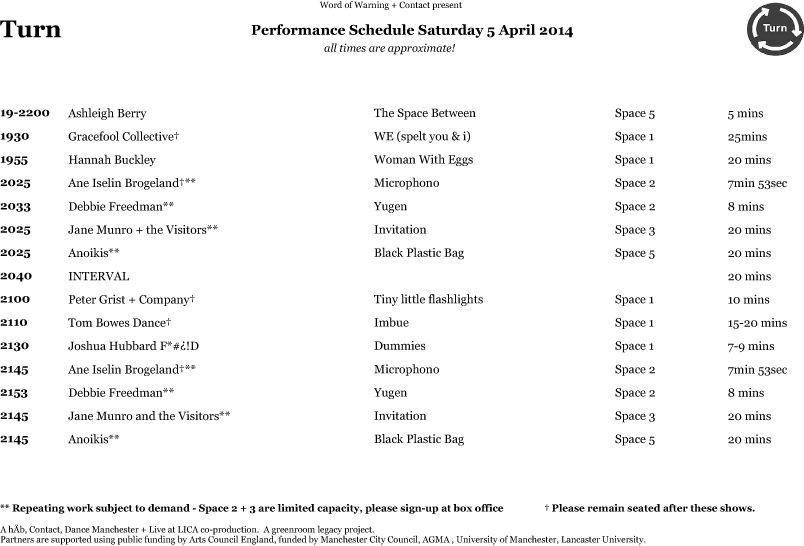 Word of Warning + Contact present
Turn
Performance Schedule Saturday 5 April 2014
all times are approximate!
Turn
19-2200 Ashleigh Berry The Space Between Space 5 5 mins
1930 Gracefool Collective† WE (spelt you & i) Space 1 25mins
1955 Hannah Buckley Woman With Eggs Space 1 20 mins
2025 Ane Iselin Brogeland†** Microphono Space 2 7min 53sec
2033 Debbie Freedman** Yugen Space 2 8 mins
2025 Jane Munro + the Visitors** Invitation Space 3 20 mins
2025 Anoikis** Black Plastic Bag Space 5 20 mins
2040 INTERVAL 20 mins
2100 Peter Grist + Company† Tiny little flashlights Space 1 10 mins
2110 Tom Bowes Dance† Imbue Space 1 15-20 mins
2130 Joshua Hubbard F*#¿!D Dummies Space 1 7-9 mins
2145 Ane Iselin Brogeland†** Microphono Space 2 7min 53sec
2153 Debbie Freedman** Yugen Space 2 8 mins
2145 Jane Munro and the Visitors** Invitation Space 3 20 mins
2145 Anoikis** Black Plastic Bag Space 5 20 mins
** Repeating work subject to demand - Space 2 + 3 are limited capacity, please sign-up at box office † Please remain seated after these shows.
A hÅb, Contact, Dance Manchester + Live at LICA co-production. A greenroom legacy project.
Partners are supported using public funding by Arts Council England, funded by Manchester City Council, AGMA , University of Manchester, Lancaster University.